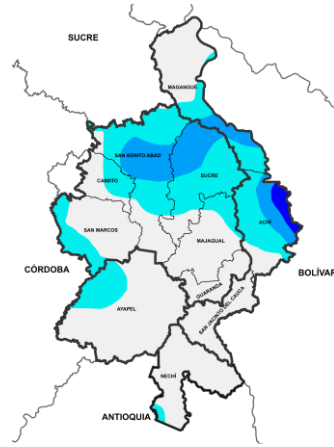 SUCRE
MAGANGUE
SAN BENITO ABAD
CAIMITO
SUCRE
SAN MARCOS
ACHÍ
MAJAGUAL
CÓRDOBA
BOLÍVAR
GUARANDA
SAN JACINTO DEL CAUCA
AYAPEL
NECHÍ
ANTIOQUIA